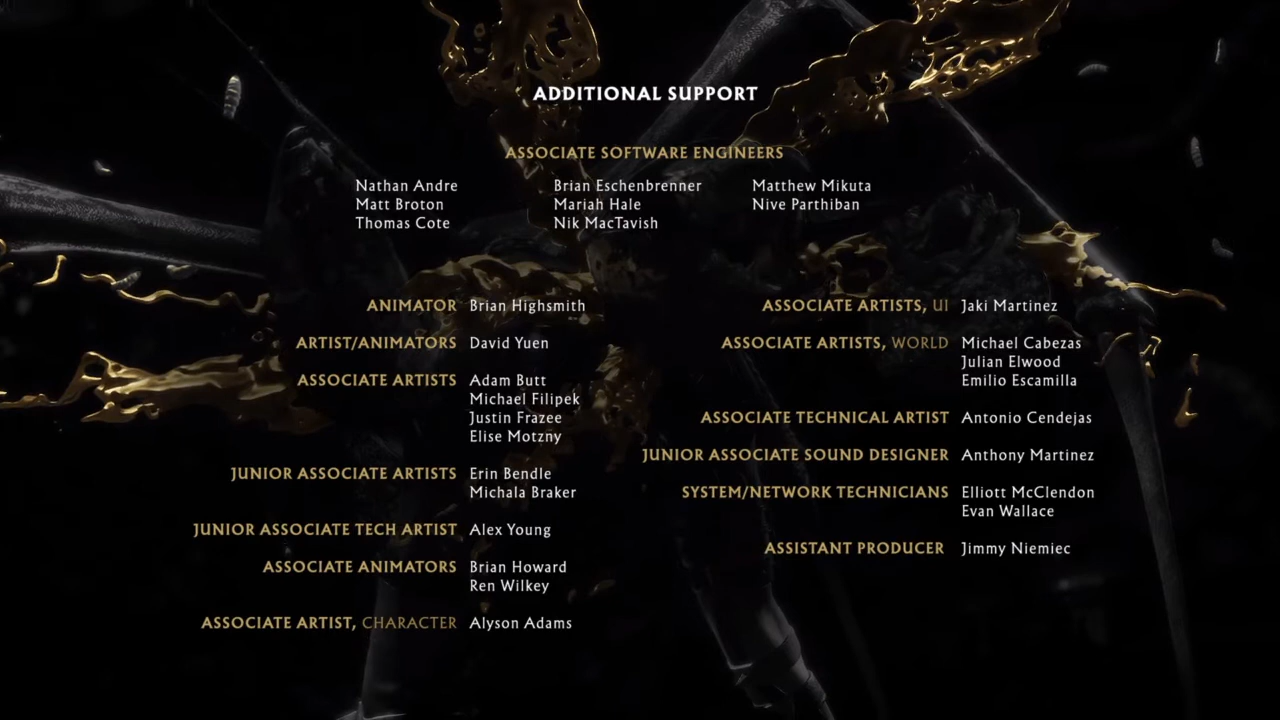 ADDITIONAL SUPPORT
ASSOCIATE SOFTWARE ENGINEERS
Nathan Andre
Matt Broton
Thomas Cote
Brian Eschenbrenner
Mariah Hale
Nik MacTavish
Matthew Mikuta
Nive Parthiban
ANIMATOR Brian Highsmith
ARTIST/ANIMATORS David Yuen
ASSOCIATE ARTISTS Adam Butt
Michael Filipek
Justin Frazee
Elise Motzny
JUNIOR ASSOCIATE ARTISTS Erin Bendle
Michala Braker
JUNIOR ASSOCIATE TECH ARTIST Alex Young
ASSOCIATE ANIMATORS Brian Howard
Ren Wilkey
ASSOCIATE ARTIST, CHARACTER Alyson Adams
ASSOCIATE ARTISTS, UI Jaki Martinez
ASSOCIATE ARTISTS, WORLD Michael Cabezas
Julian Elwood
Emilio Escamilla
ASSOCIATE TECHNICAL ARTIST Antonio Cendejas
JUNIOR ASSOCIATE SOUND DESIGNER Anthony Martinez
SYSTEM/NETWORK TECHNICIANS Elliott McClendon
Evan Wallace
ASSISTANT PRODUCER Jimmy Niemiec